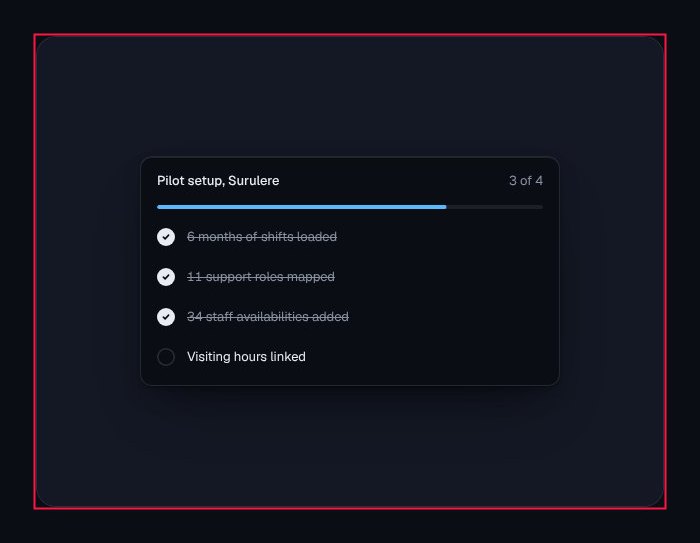 Pilot setup, Surulere
3 of 4
6 months of shifts loaded
11 support roles mapped
34 staff availabilities added
Visiting hours linked